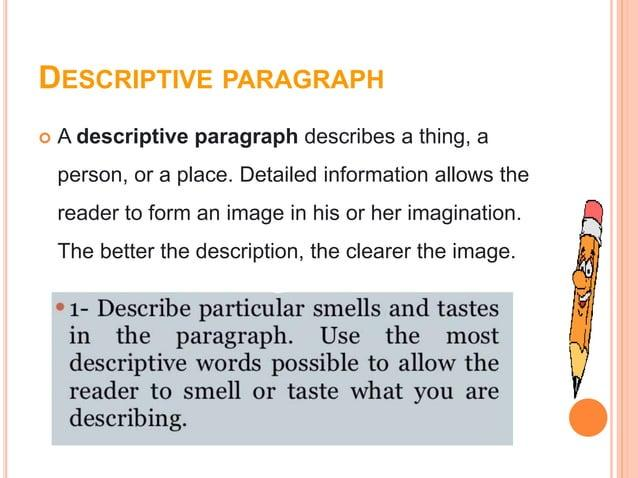 DESCRIPTIVE PARAGRAPH
A descriptive paragraph describes a thing, a
person, or a place. Detailed information allows the
reader to form an image in his or her imagination.
The better the description, the clearer the image.
• 1- Describe particular smells and tastes
in the paragraph. Use the most
descriptive words possible to allow the
reader to smell or taste what you are
describing.